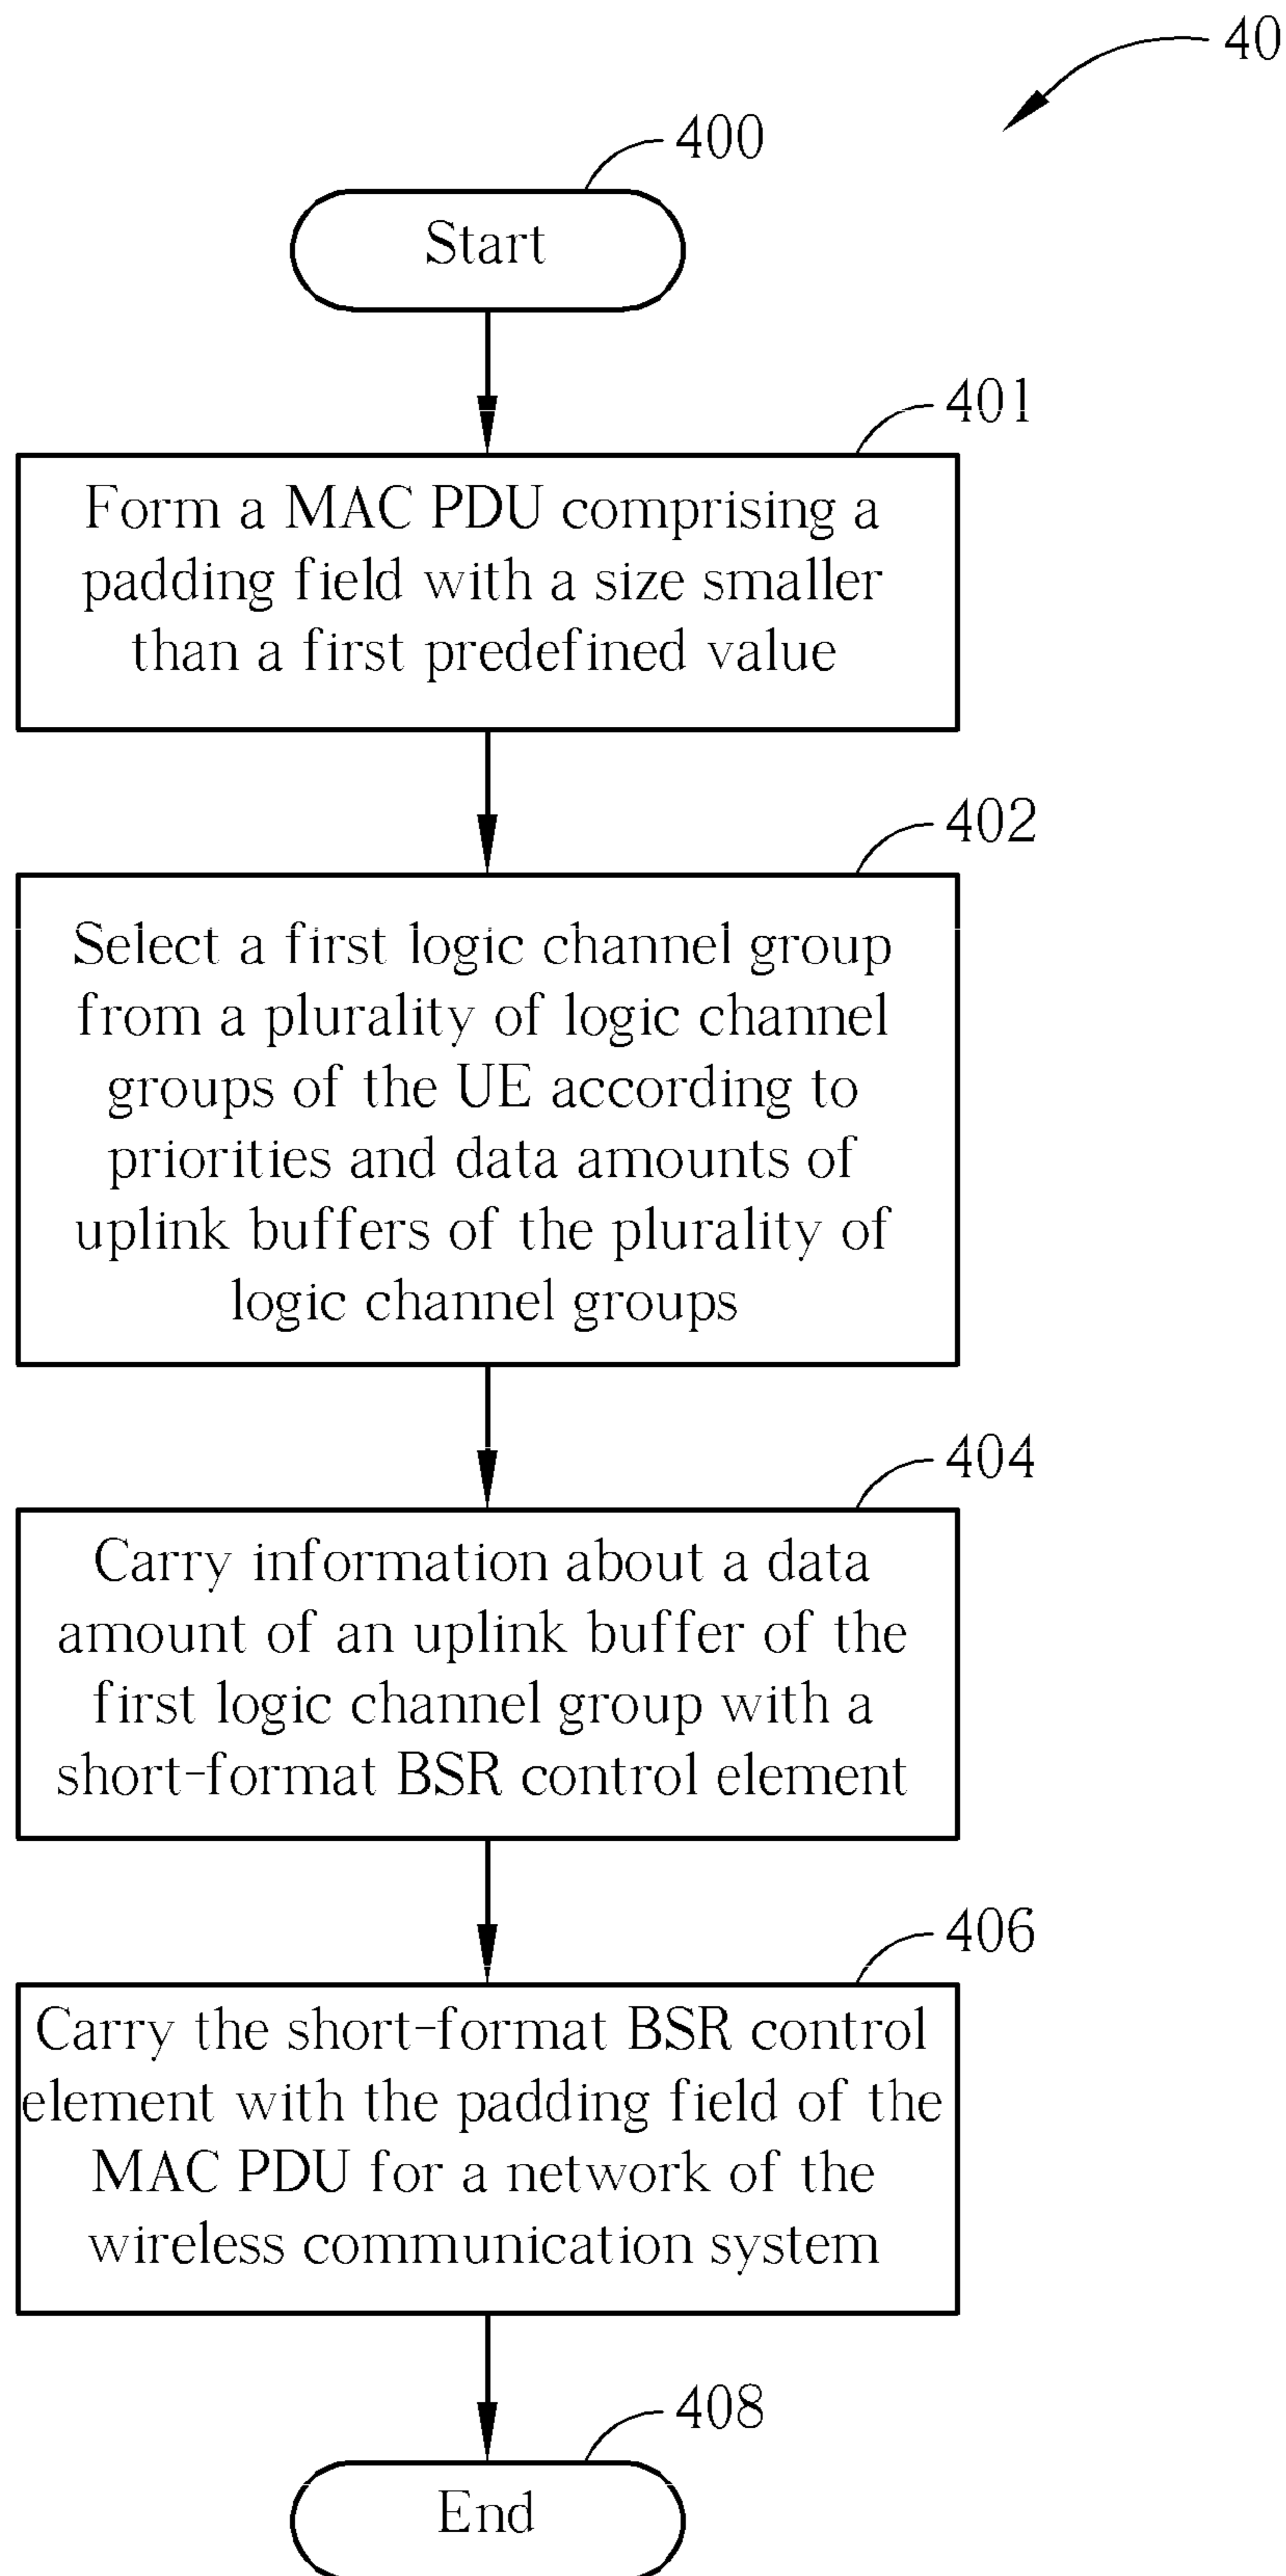 40
400
Start
401
Form a MAC PDU comprising a
padding field with a size smaller
than a first predefined value
402
Select a first logic channel group
from a plurality of logic channel
groups of the UE according to
priorities and data amounts of
uplink buffers of the plurality of
logic channel groups
404
Carry information about a data
amount of an uplink buffer of the
first logic channel group with a
short-format BSR control element
406
Carry the short-format BSR control
element with the padding field of the
MAC PDU for a network of the
wireless communication system
408
End